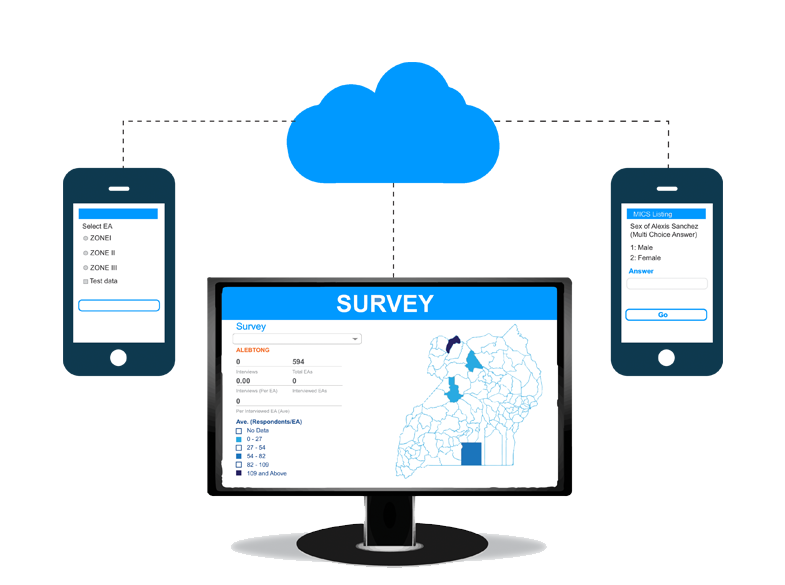 Select EA
ZONEI
ZONE II
ZONE III
Test data
MICS Listing
Sex of Alexis Sanchez
(Multi Choice Answer)
1: Male
2: Female
Answer
Go
SURVEY
Survey
ALEBTONG
0 594
Interviews Total EAs
0.00 0
Interviews (Per EA) Interviewed EAs
0
Per Interviewed EA (Ave)
Ave. (Respondents/EA)
No Data
0 - 27
27 - 54
54 - 82
82 - 109
109 and Above